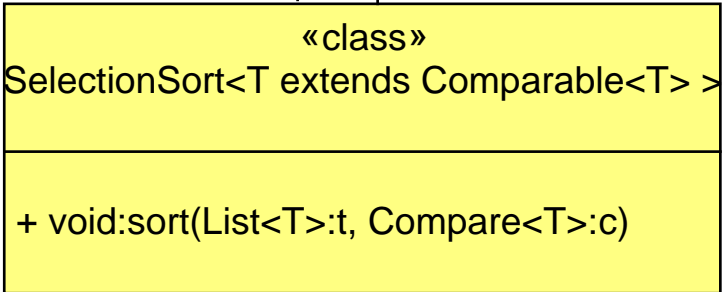 «class»
SelectionSort<T extends Comparable<T> >
+ void:sort(List<T>:t, Compare<T>:c)